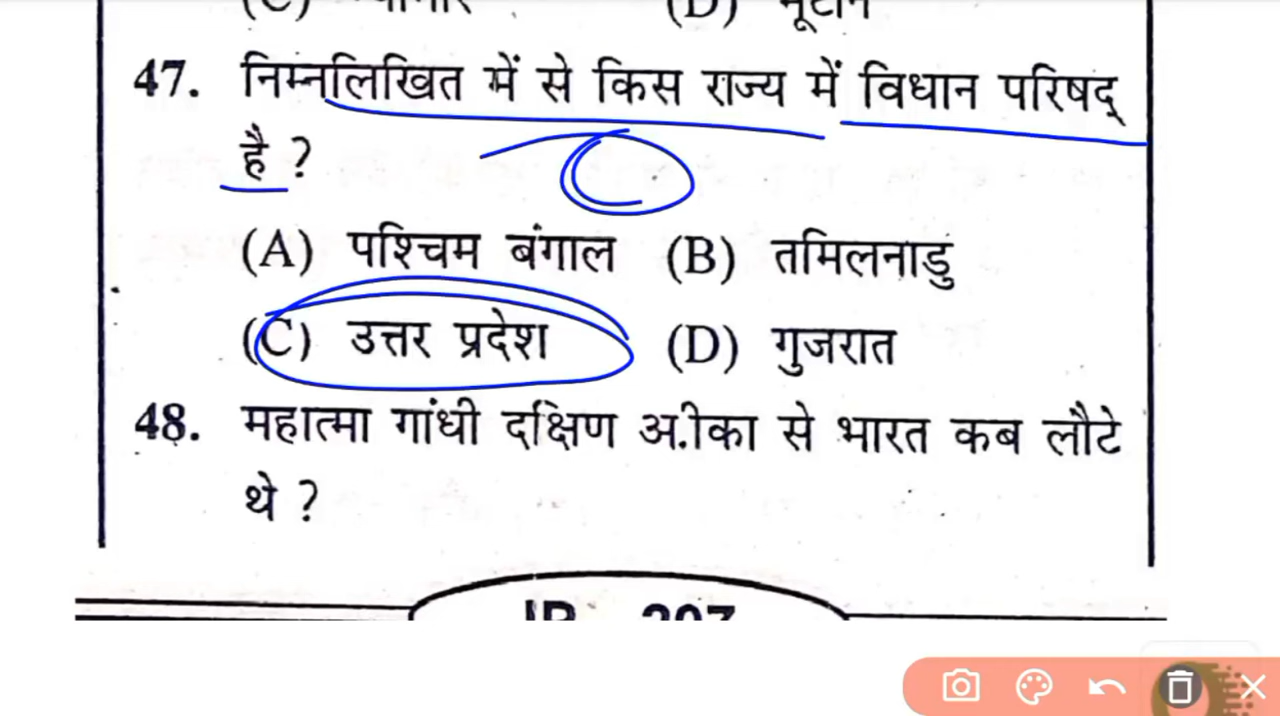 (C)
(D)
47. निम्नलिखित में से किस राज्य में विधान परिषद्
है ?
(A) पश्चिम बंगाल (B) तमिलनाडु
(C) उत्तर प्रदेश (D) गुजरात
48. महात्मा गांधी दक्षिण अ.ीका से भारत कब लौटे
थे ?